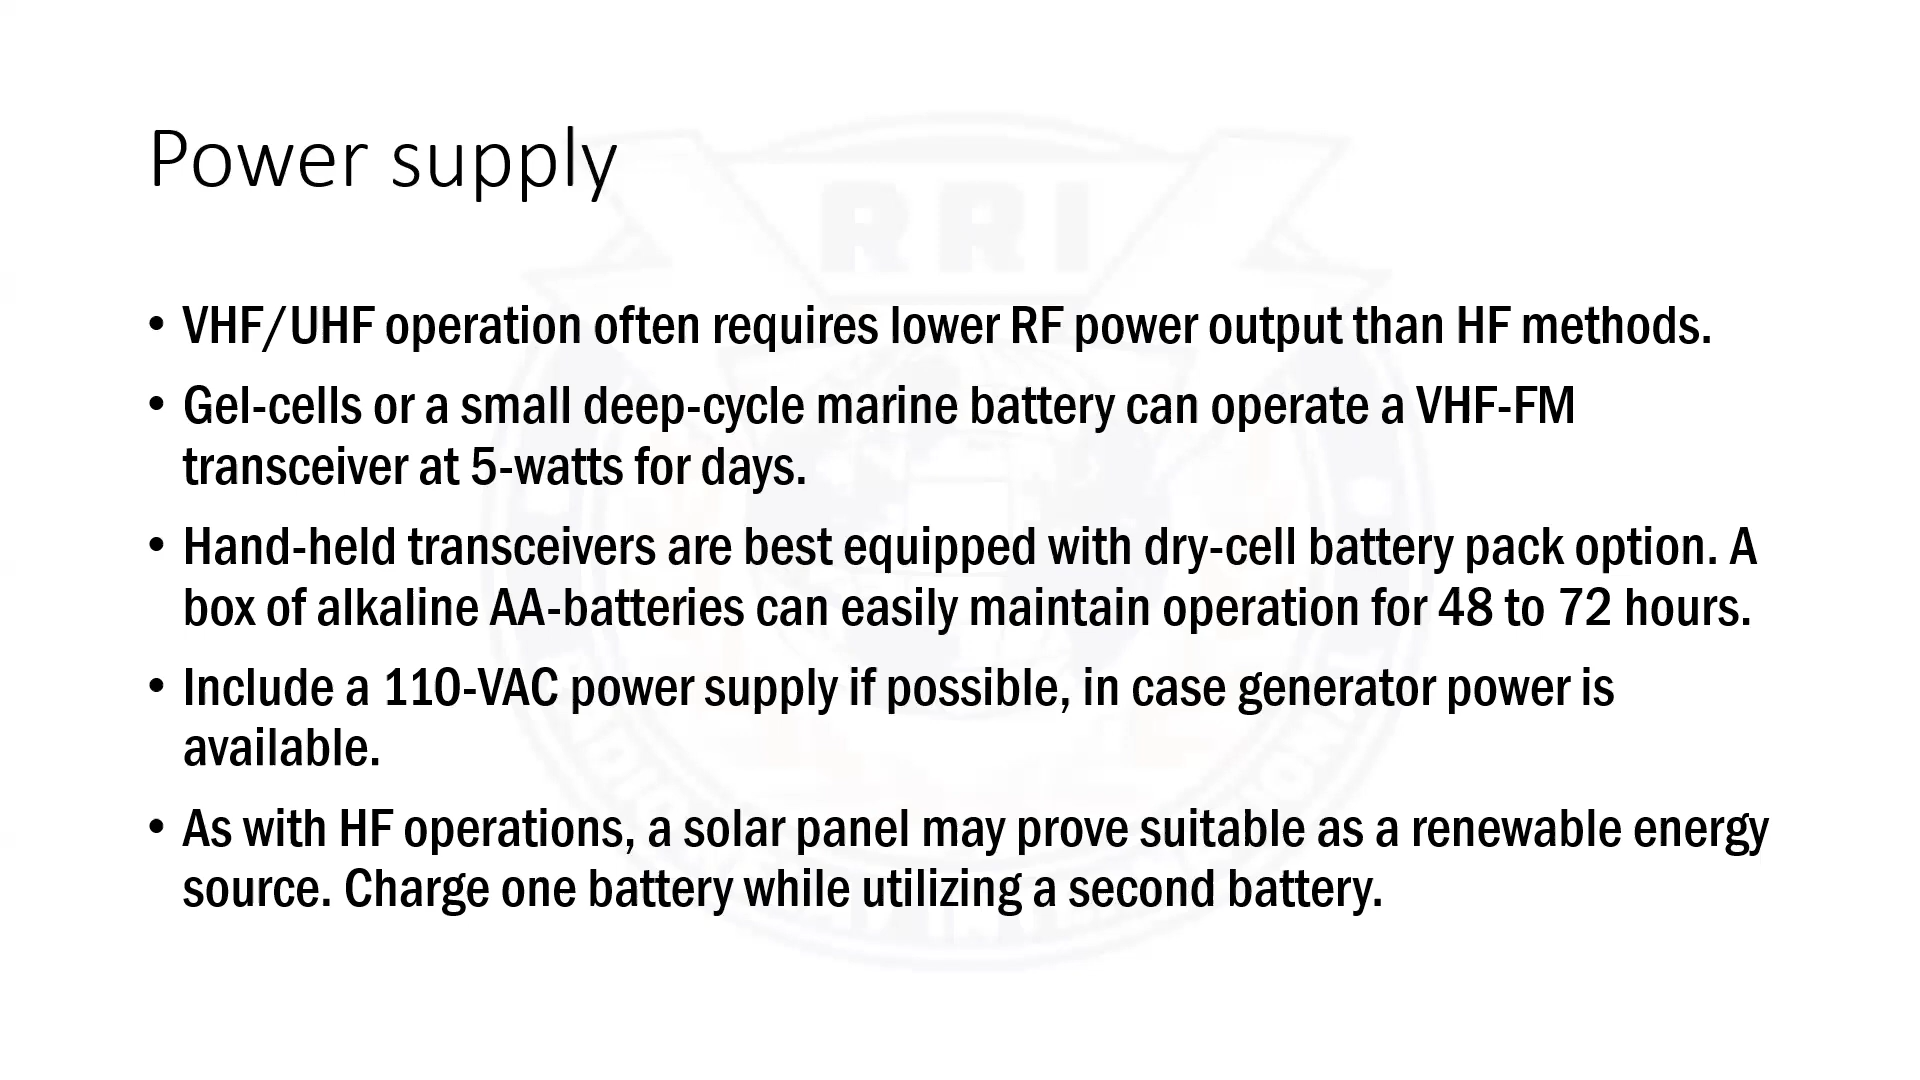 Power supply
RRI
• VHF/UHF operation often requires lower RF power output than HF methods.
• Gel-cells or a small deep-cycle marine battery can operate a VHF-FM
transceiver at 5-watts for days.
• Hand-held transceivers are best equipped with dry-cell battery pack option. A
box of alkaline AA-batteries can easily maintain operation for 48 to 72 hours.
• Include a 110-VAC power supply if possible, in case generator power is
available.
• As with HF operations, a solar panel may prove suitable as a renewable energy
source. Charge one battery while utilizing a second battery.